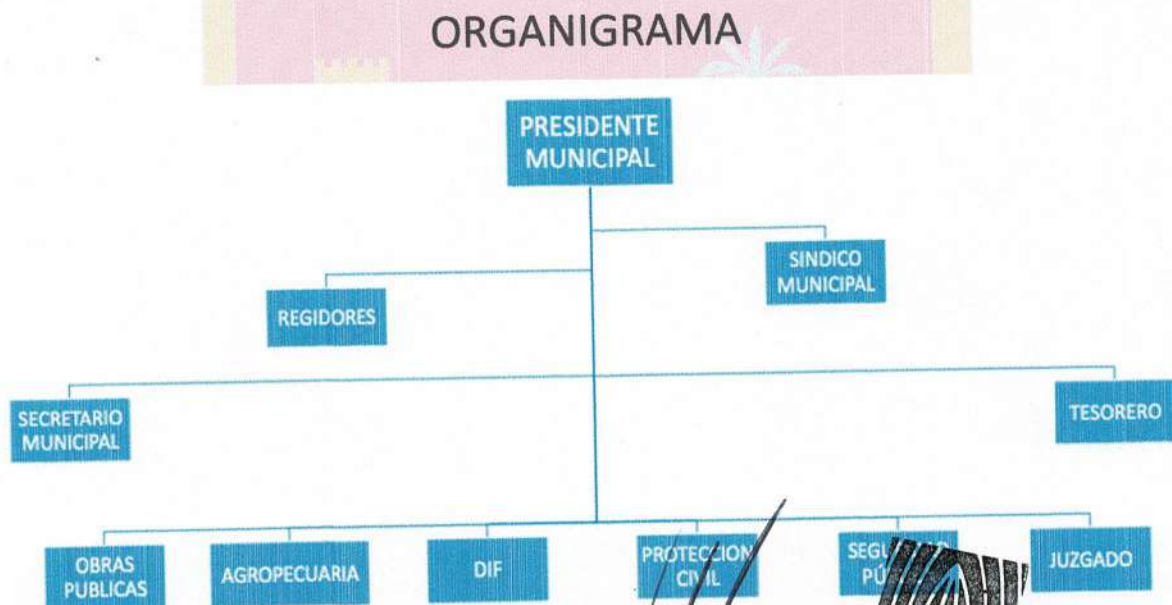 ORGANIGRAMA
PRESIDENTE
MUNICIPAL
SINDICO
MUNICIPAL
REGIDORES
SECRETARIO
MUNICIPAL
TESORERO
OBRAS
PUBLICAS
AGROPECUARIA
DIF
PROTECCION
CIVIL
JUZGADO